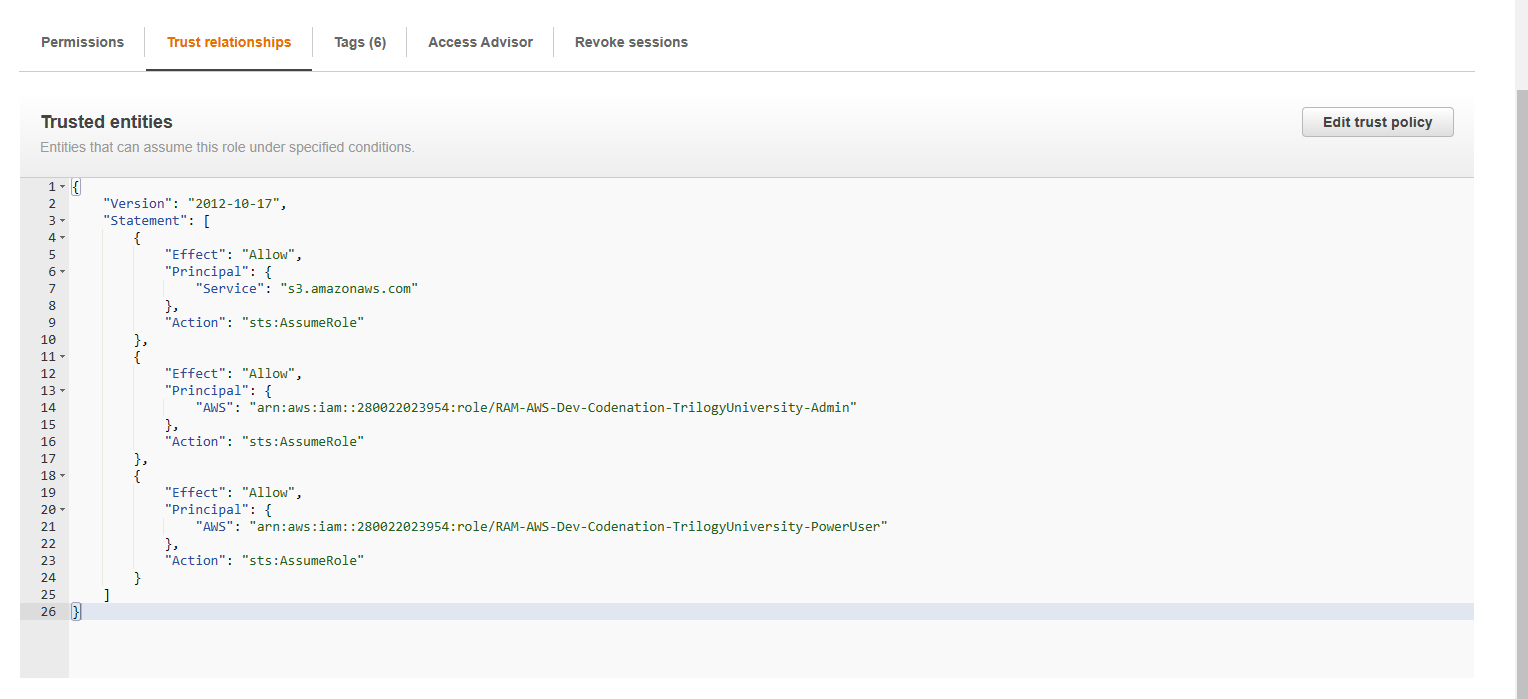 Permissions Trust relationships Tags (6) Access Advisor Revoke sessions
Trusted entities
Edit trust policy
Entities that can assume this role under specified conditions.
1 {
2 "Version": "2012-10-17",
3 "Statement": [
4 {
5 "Effect": "Allow",
6 "Principal": {
7 "Service": "s3.amazonaws.com"
8 },
9 "Action": "sts:AssumeRole"
10 },
11 {
12 "Effect": "Allow",
13 "Principal": {
14 "AWS": "arn:aws:iam::280022023954:role/RAM-AWS-Dev-Codenation-TrilogyUniversity-Admin"
15 },
16 "Action": "sts:AssumeRole"
17 },
18 {
19 "Effect": "Allow",
20 "Principal": {
21 "AWS": "arn:aws:iam::280022023954:role/RAM-AWS-Dev-Codenation-TrilogyUniversity-PowerUser"
22 },
23 "Action": "sts:AssumeRole"
24 }
25 ]
26 }